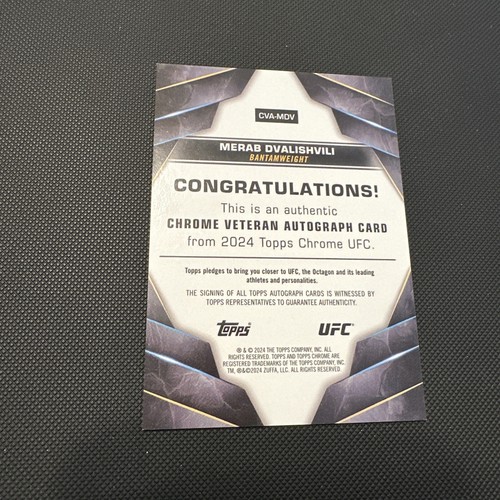 CVA-MDV
MERAB DVALISHVILI
BANTAMWEIGHT
CONGRATULATIONS!
This is an authentic
CHROME VETERAN AUTOGRAPH CARD
from 2024 Topps Chrome UFC.
Topps pledges to bring you closer to UFC, the Octagon and its leading
athletes and personalities.
THE SIGNING OF ALL TOPPS AUTOGRAPH CARDS IS WITNESSED BY
TOPPS REPRESENTATIVES TO GUARANTEE AUTHENTICITY.
Topps UFC
® & © 2024 THE TOPPS COMPANY, INC. ALL
RIGHTS RESERVED. TOPPS AND TOPPS CHROME ARE
REGISTERED TRADEMARKS OF THE TOPPS COMPANY, INC.
TM, ®&©2024 ZUFFA, LLC. ALL RIGHTS RESERVED.